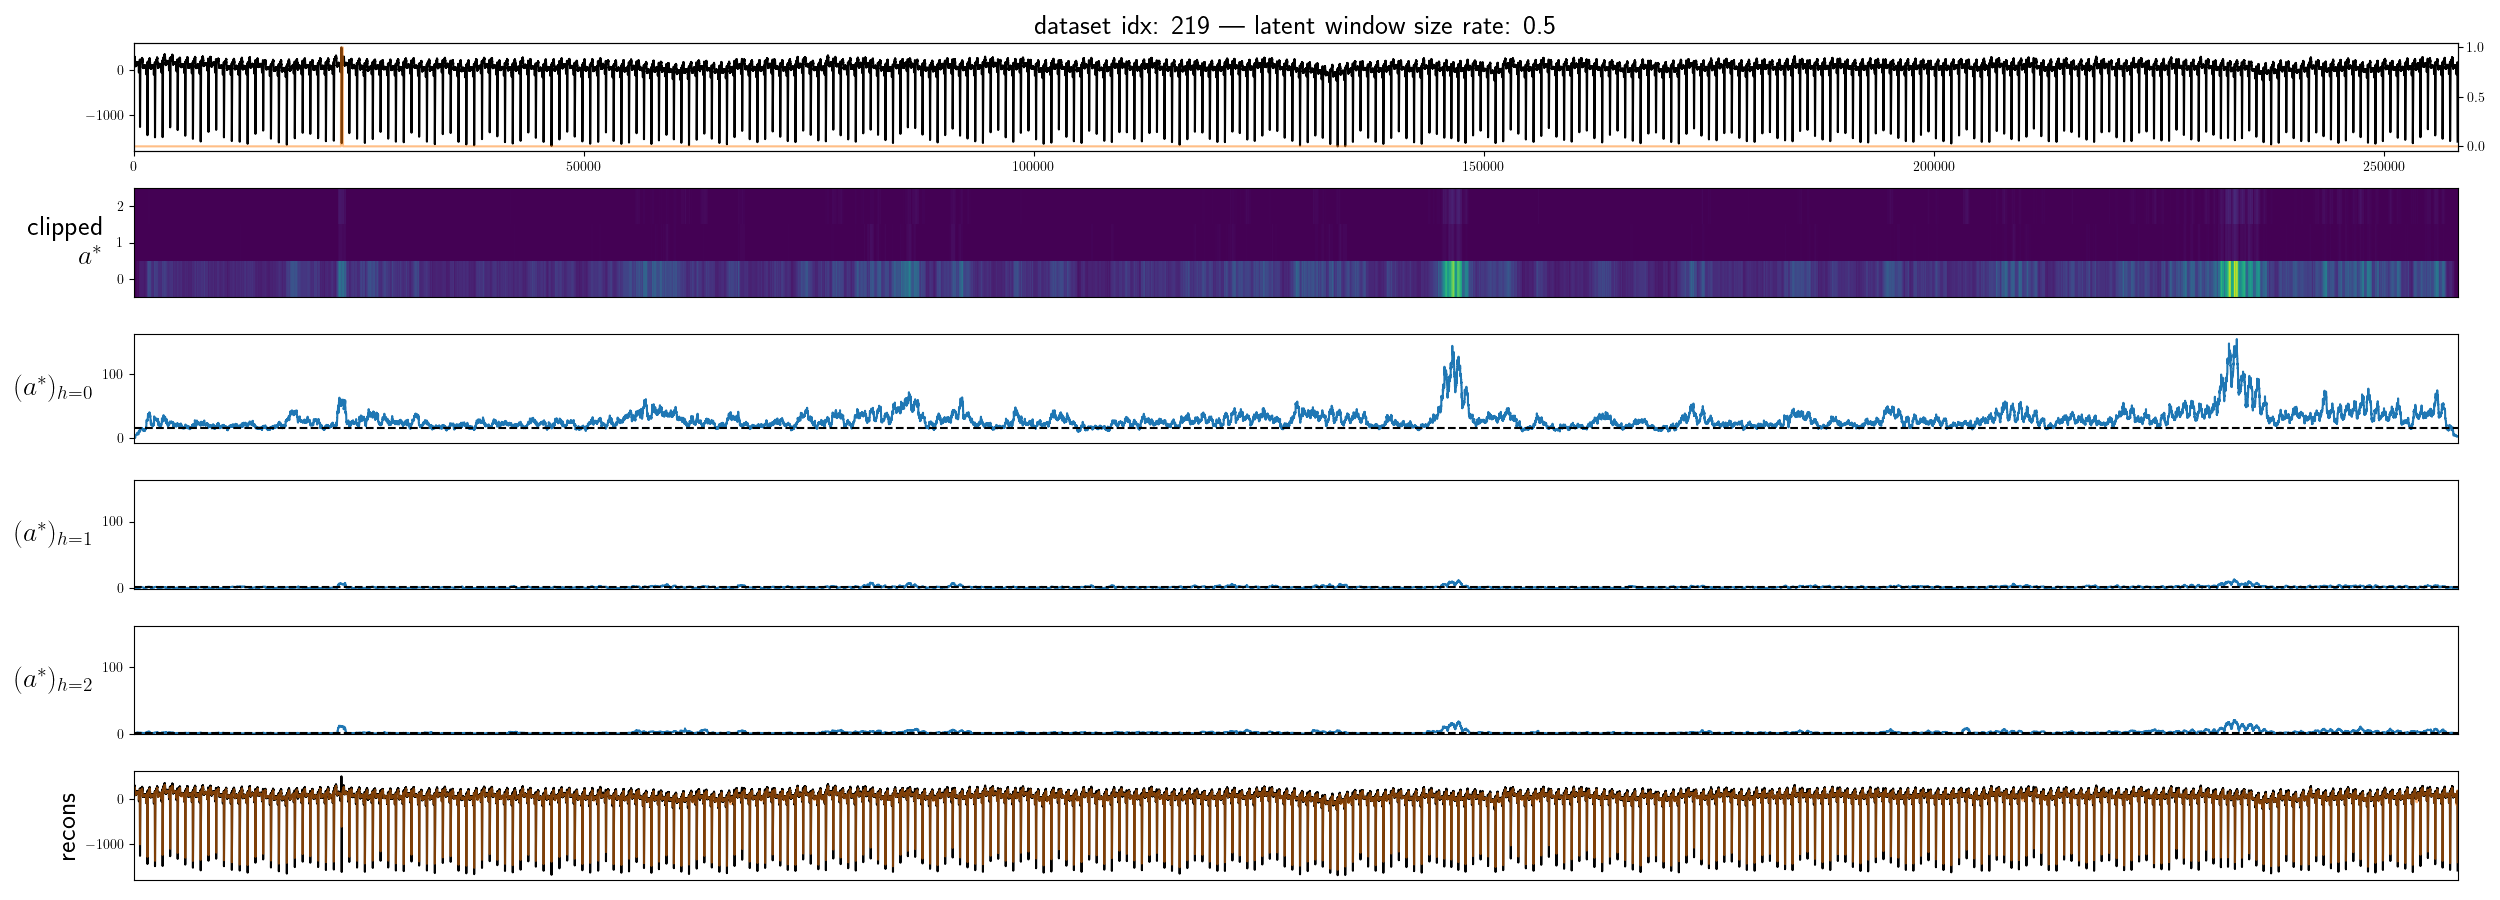 dataset idx: 219 — latent window size rate: 0.5
0
−1000
1.0
0.5
0.0
0 50000 100000 150000 200000 250000
clipped
a*
2
1
0
(a*)h=0
100
0
(a*)h=1
100
0
(a*)h=2
100
0
recons
0
−1000